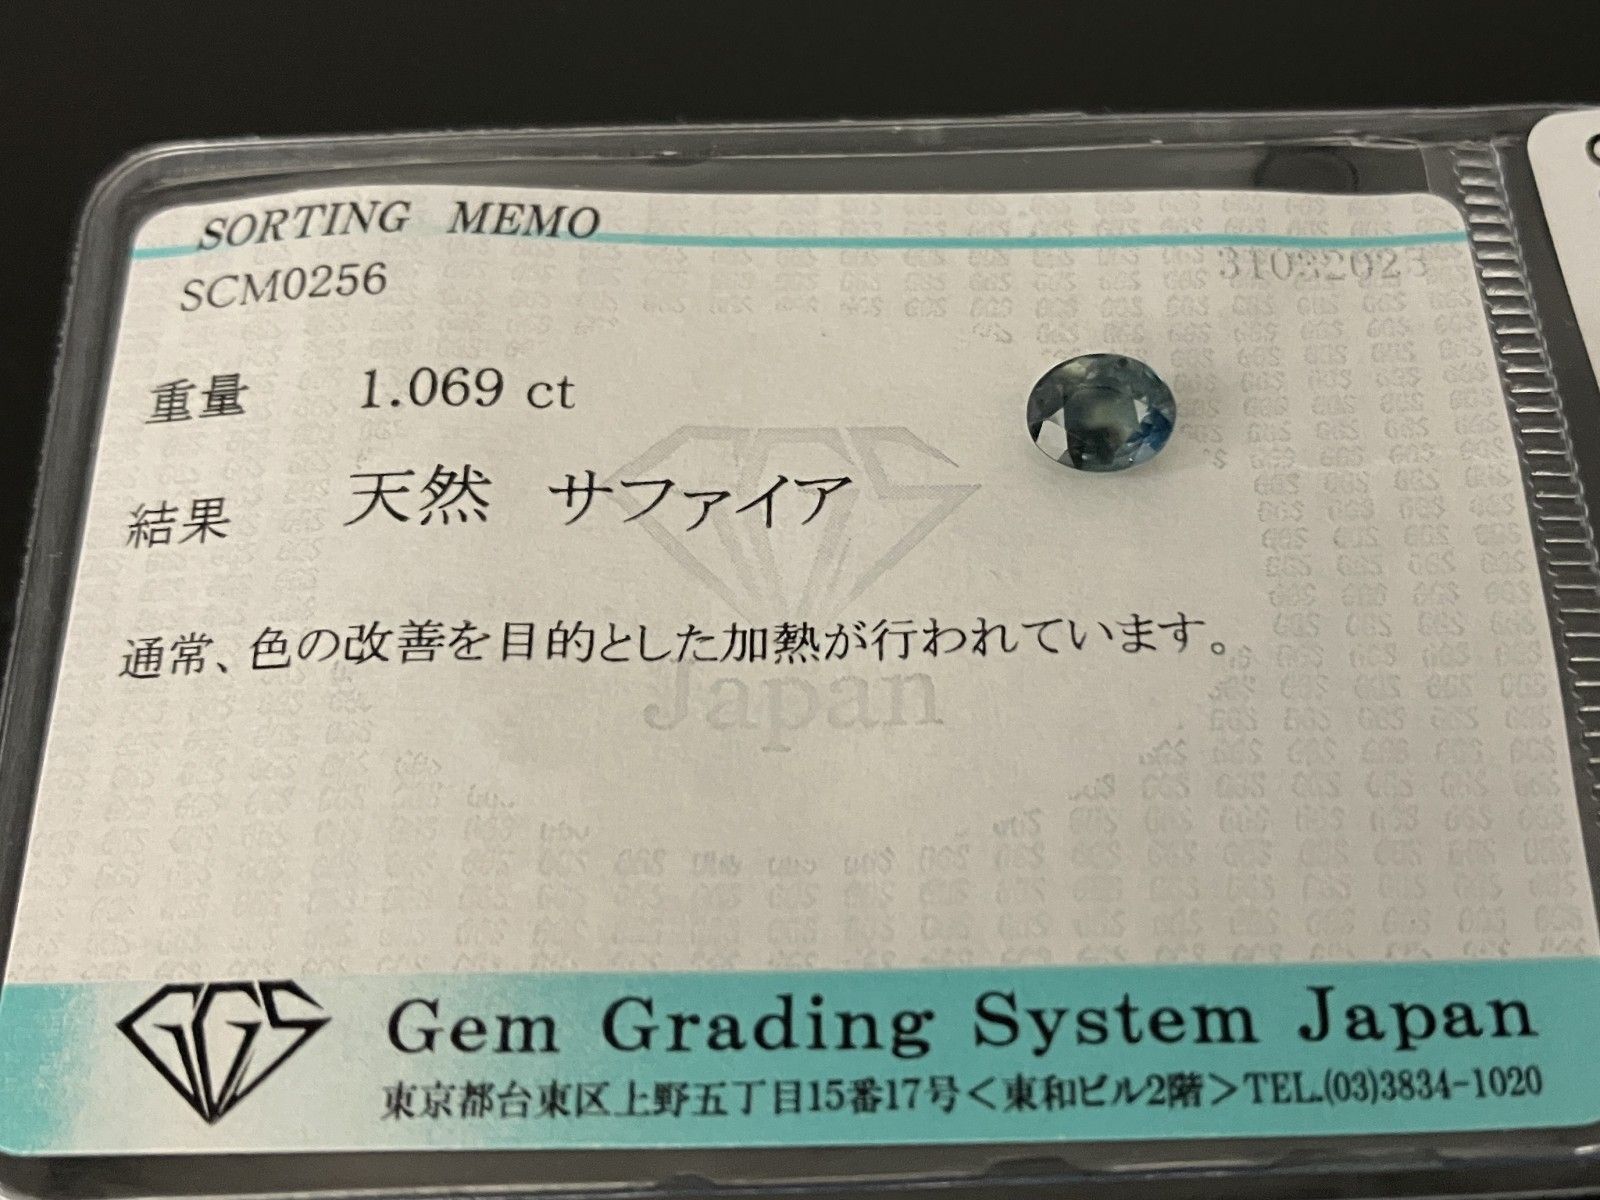 SORTING MEMO
SCM0256
重量 1.069 ct
結果 天然 サファイア
通常、色の改善を目的とした加熱が行われています。
GGS
Japan
GGS
Gem Grading System Japan
東京都台東区上野五丁目15番17号<東和ビル2階>TEL.(03)3834-1020